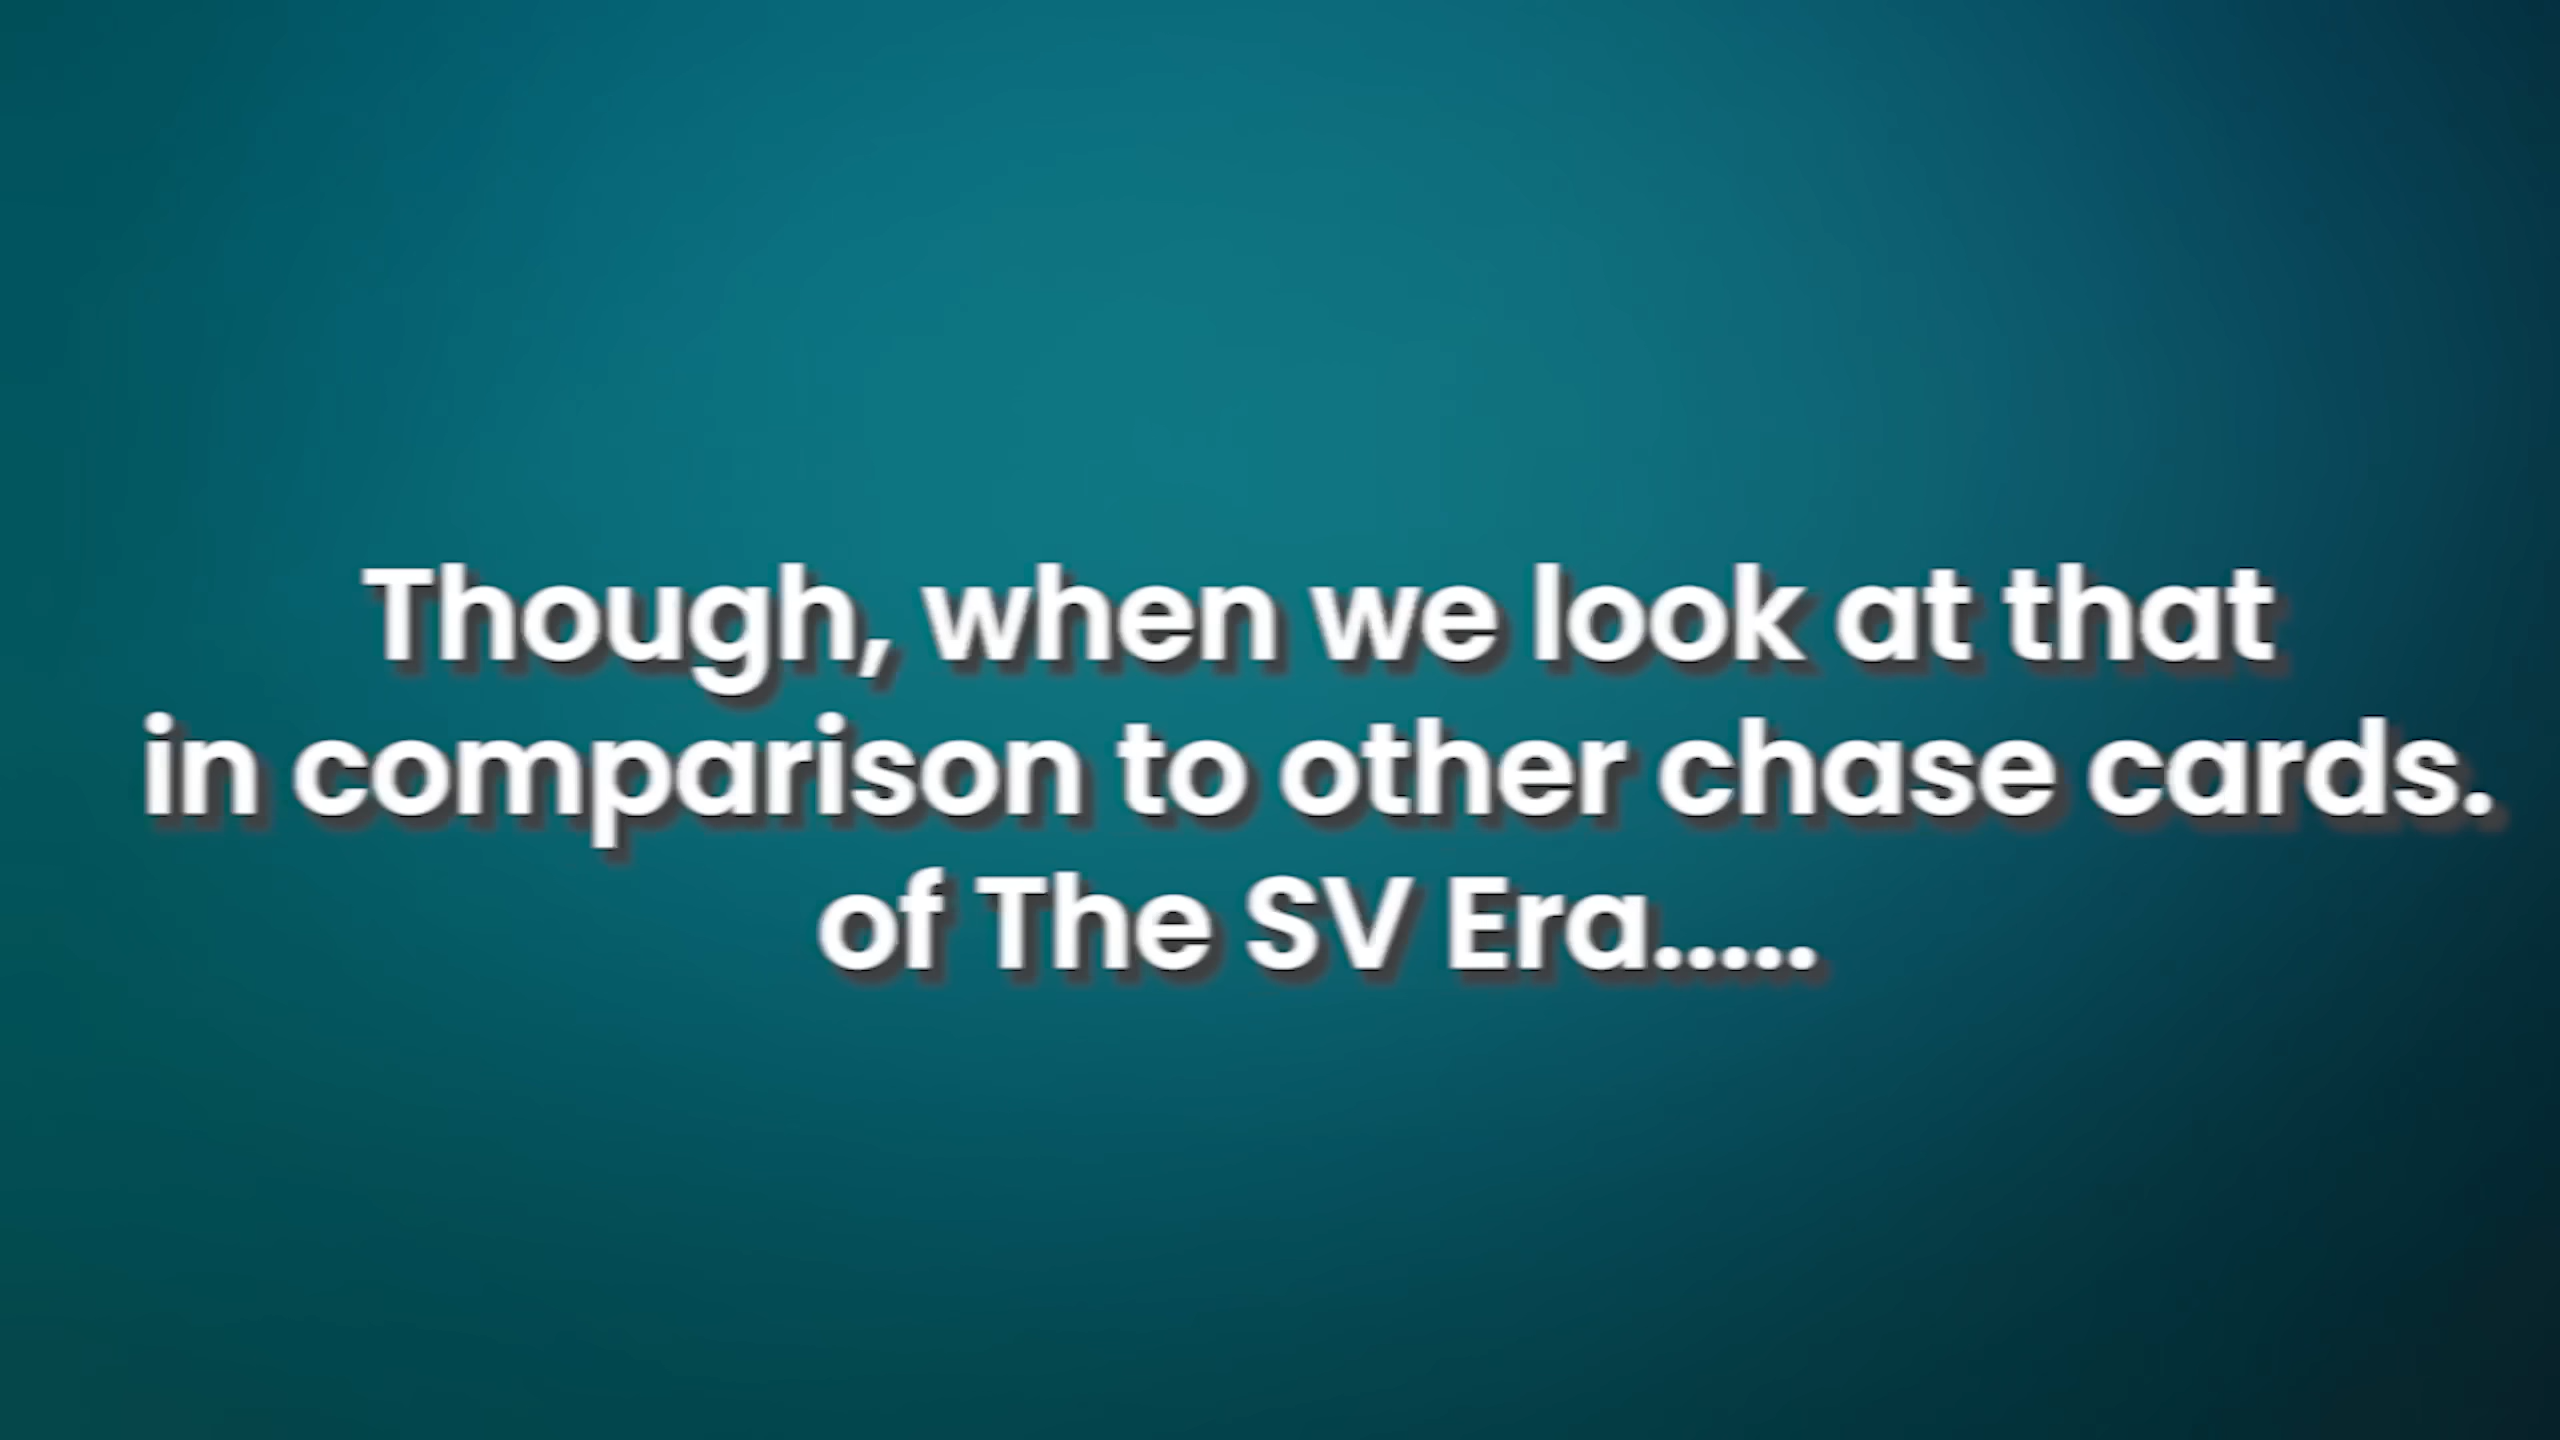 Though, when we look at that
in comparison to other chase cards.
of The SV Era.....